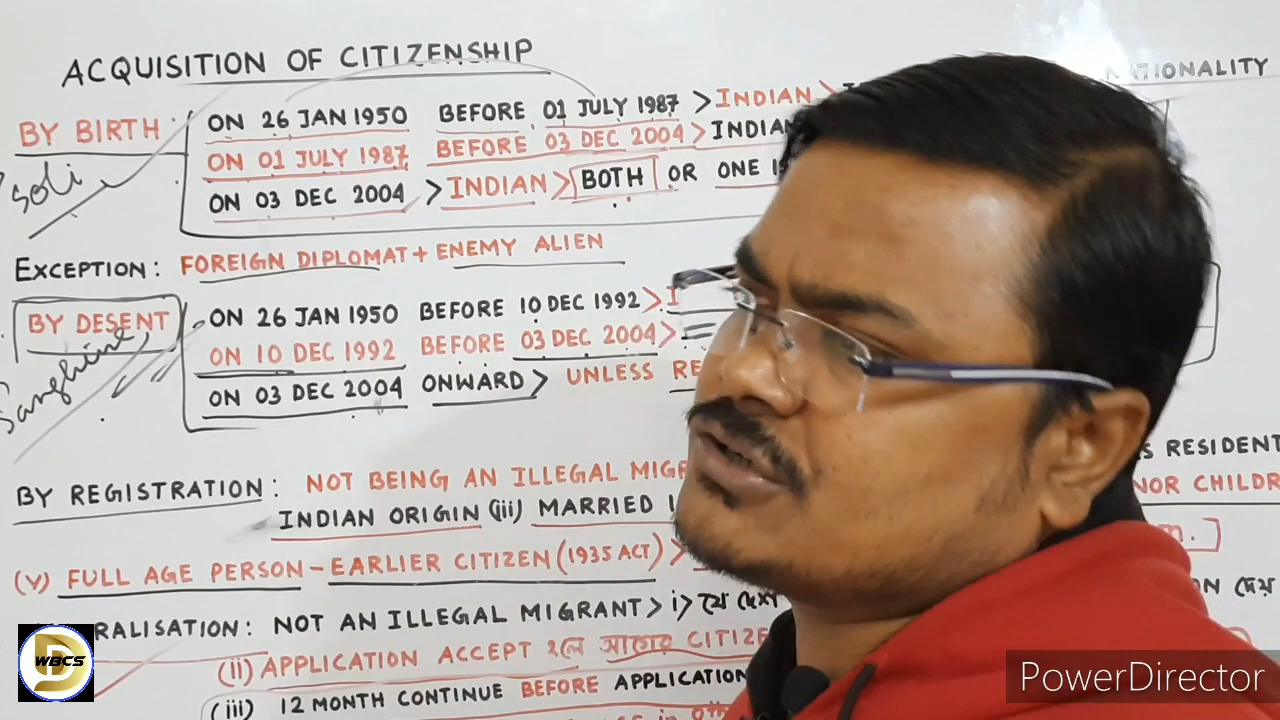 ACQUISITION OF CITIZENSHIP
NATIONALITY
BY BIRTH
ON 26 JAN 1950 BEFORE 01 JULY 1987 > INDIAN >
ON 01 JULY 1987 BEFORE 03 DEC 2004 > INDIAN
ON 03 DEC 2004 > INDIAN > BOTH OR ONE
soli
EXCEPTION: FOREIGN DIPLOMAT + ENEMY ALIEN
BY DESENT
ON 26 JAN 1950 BEFORE 10 DEC 1992 > I
ON 10 DEC 1992 BEFORE 03 DEC 2004 >
ON 03 DEC 2004 ONWARD > UNLESS RE
BY REGISTRATION: NOT BEING AN ILLEGAL MIGR
RESIDENT
NOR CHILDR
INDIAN ORIGIN (iii) MARRIED
(V) FULL AGE PERSON - EARLIER CITIZEN (1935 ACT) >
RALISATION: NOT AN ILLEGAL MIGRANT > i>
(ii) APPLICATION ACCEPT CITIZE
(iii) 12 MONTH CONTINUE BEFORE APPLICATION
WBCS
PowerDirector